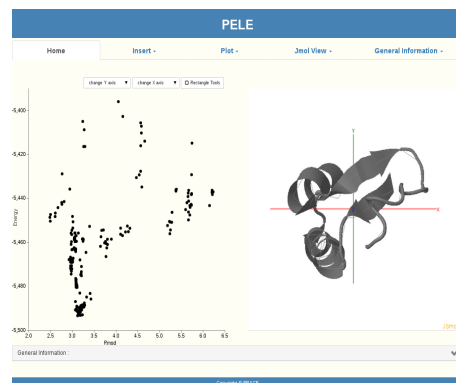 PELE
Home
Insert
Plot
Jmol View
General Information
change Y axis
change X axis
Rectangle Tools
Y
X
Energy
-5,400
-5,420
-5,440
-5,460
-5,480
-5,500
2.0 2.5 3.0 3.5 4.0 4.5 5.0 5.5 6.0 6.5
Rmsd
JSmol
General Information :